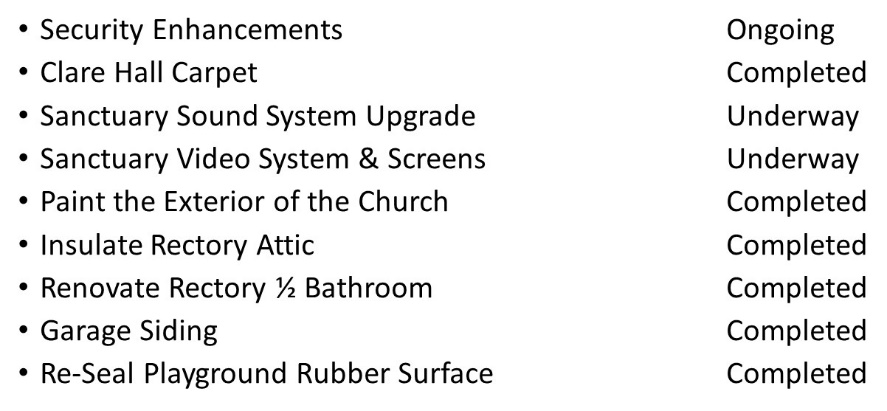 • Security Enhancements Ongoing
• Clare Hall Carpet Completed
• Sanctuary Sound System Upgrade Underway
• Sanctuary Video System & Screens Underway
• Paint the Exterior of the Church Completed
• Insulate Rectory Attic Completed
• Renovate Rectory ½ Bathroom Completed
• Garage Siding Completed
• Re-Seal Playground Rubber Surface Completed